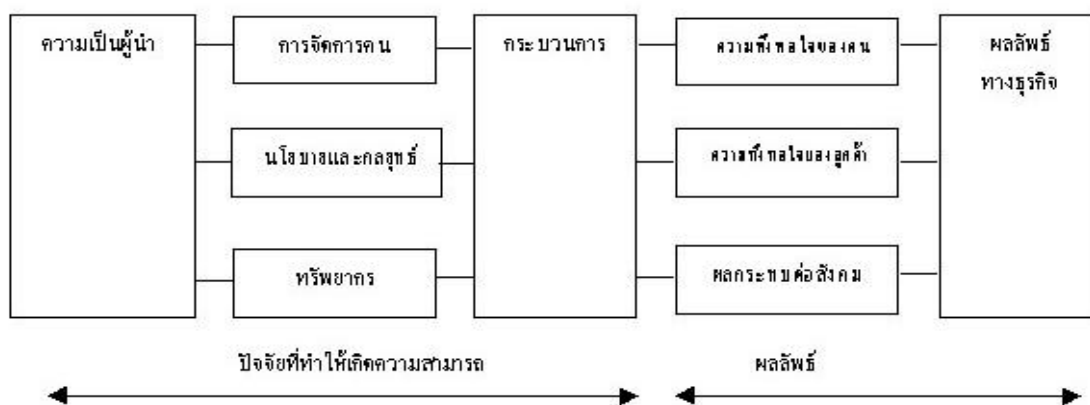 ความเป็นผู้นำ
การจัดการคน
กระบวนการ
ความพึงพอใจของคน
ผลลัพธ์
ทางธุรกิจ
นโยบายและกลยุทธ์
ความพึงพอใจของลูกค้า
ทรัพยากร
ผลกระทบต่อสังคม
ปัจจัยที่ทำให้เกิดความสามารถ
ผลลัพธ์